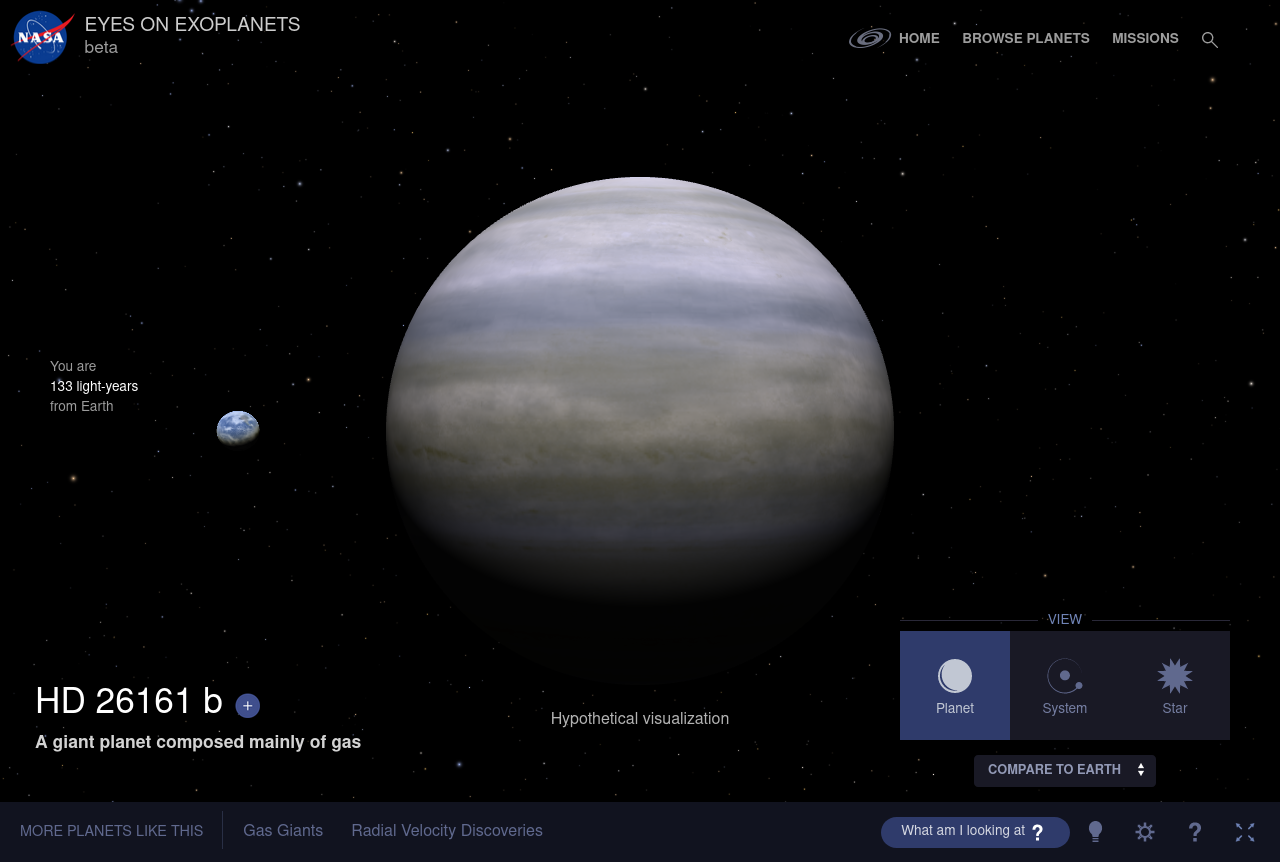 NASA
EYES ON EXOPLANETS
beta
HOME
BROWSE PLANETS
MISSIONS
You are
133 light-years
from Earth
HD 26161 b +
A giant planet composed mainly of gas
Hypothetical visualization
VIEW
Planet
System
Star
COMPARE TO EARTH
MORE PLANETS LIKE THIS
Gas Giants
Radial Velocity Discoveries
What am I looking at ?
?